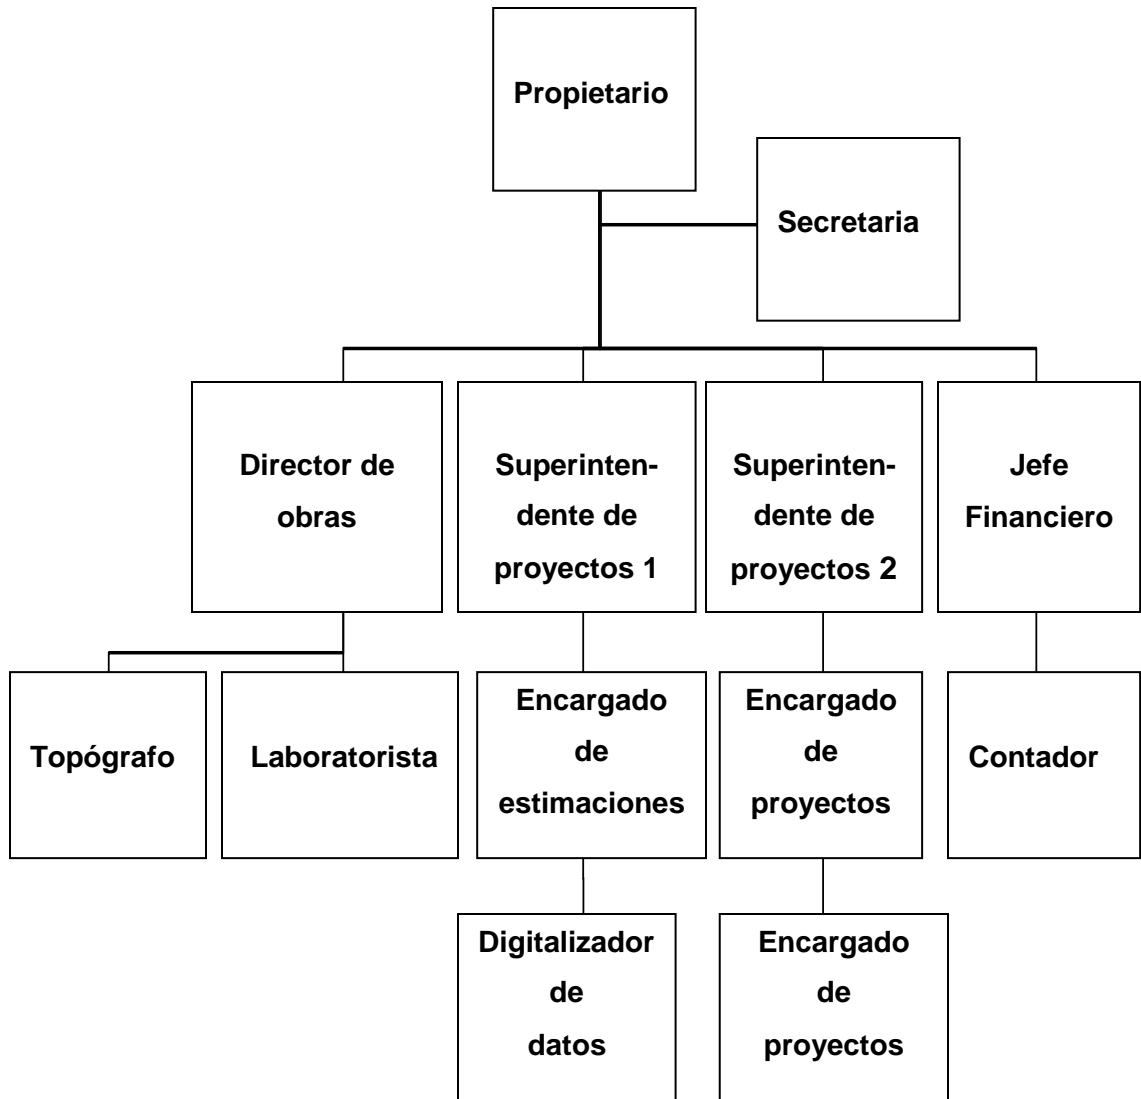 Propietario
Secretaria
Director de
obras
Superinten-
dente de
proyectos 1
Superinten-
dente de
proyectos 2
Jefe
Financiero
Topógrafo
Laboratorista
Encargado
de
estimaciones
Encargado
de
proyectos
Contador
Digitalizador
de
datos
Encargado
de
proyectos